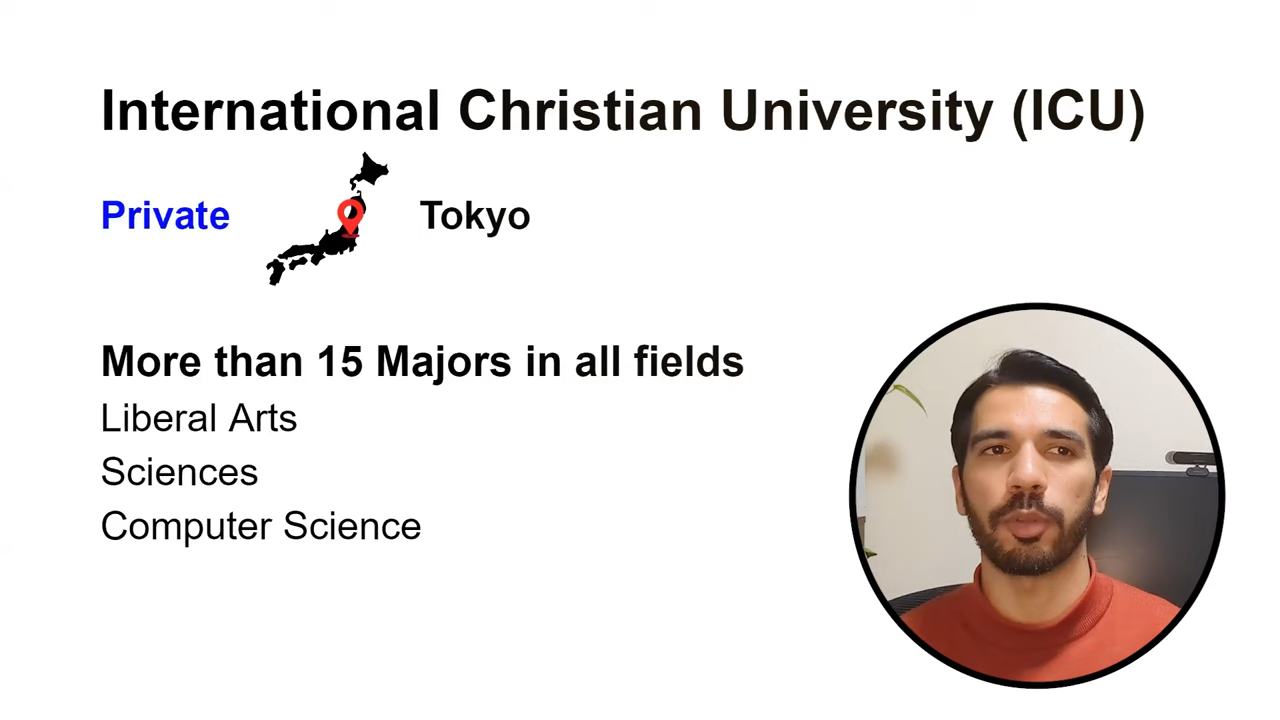 International Christian University (ICU)
Private Tokyo
More than 15 Majors in all fields
Liberal Arts
Sciences
Computer Science